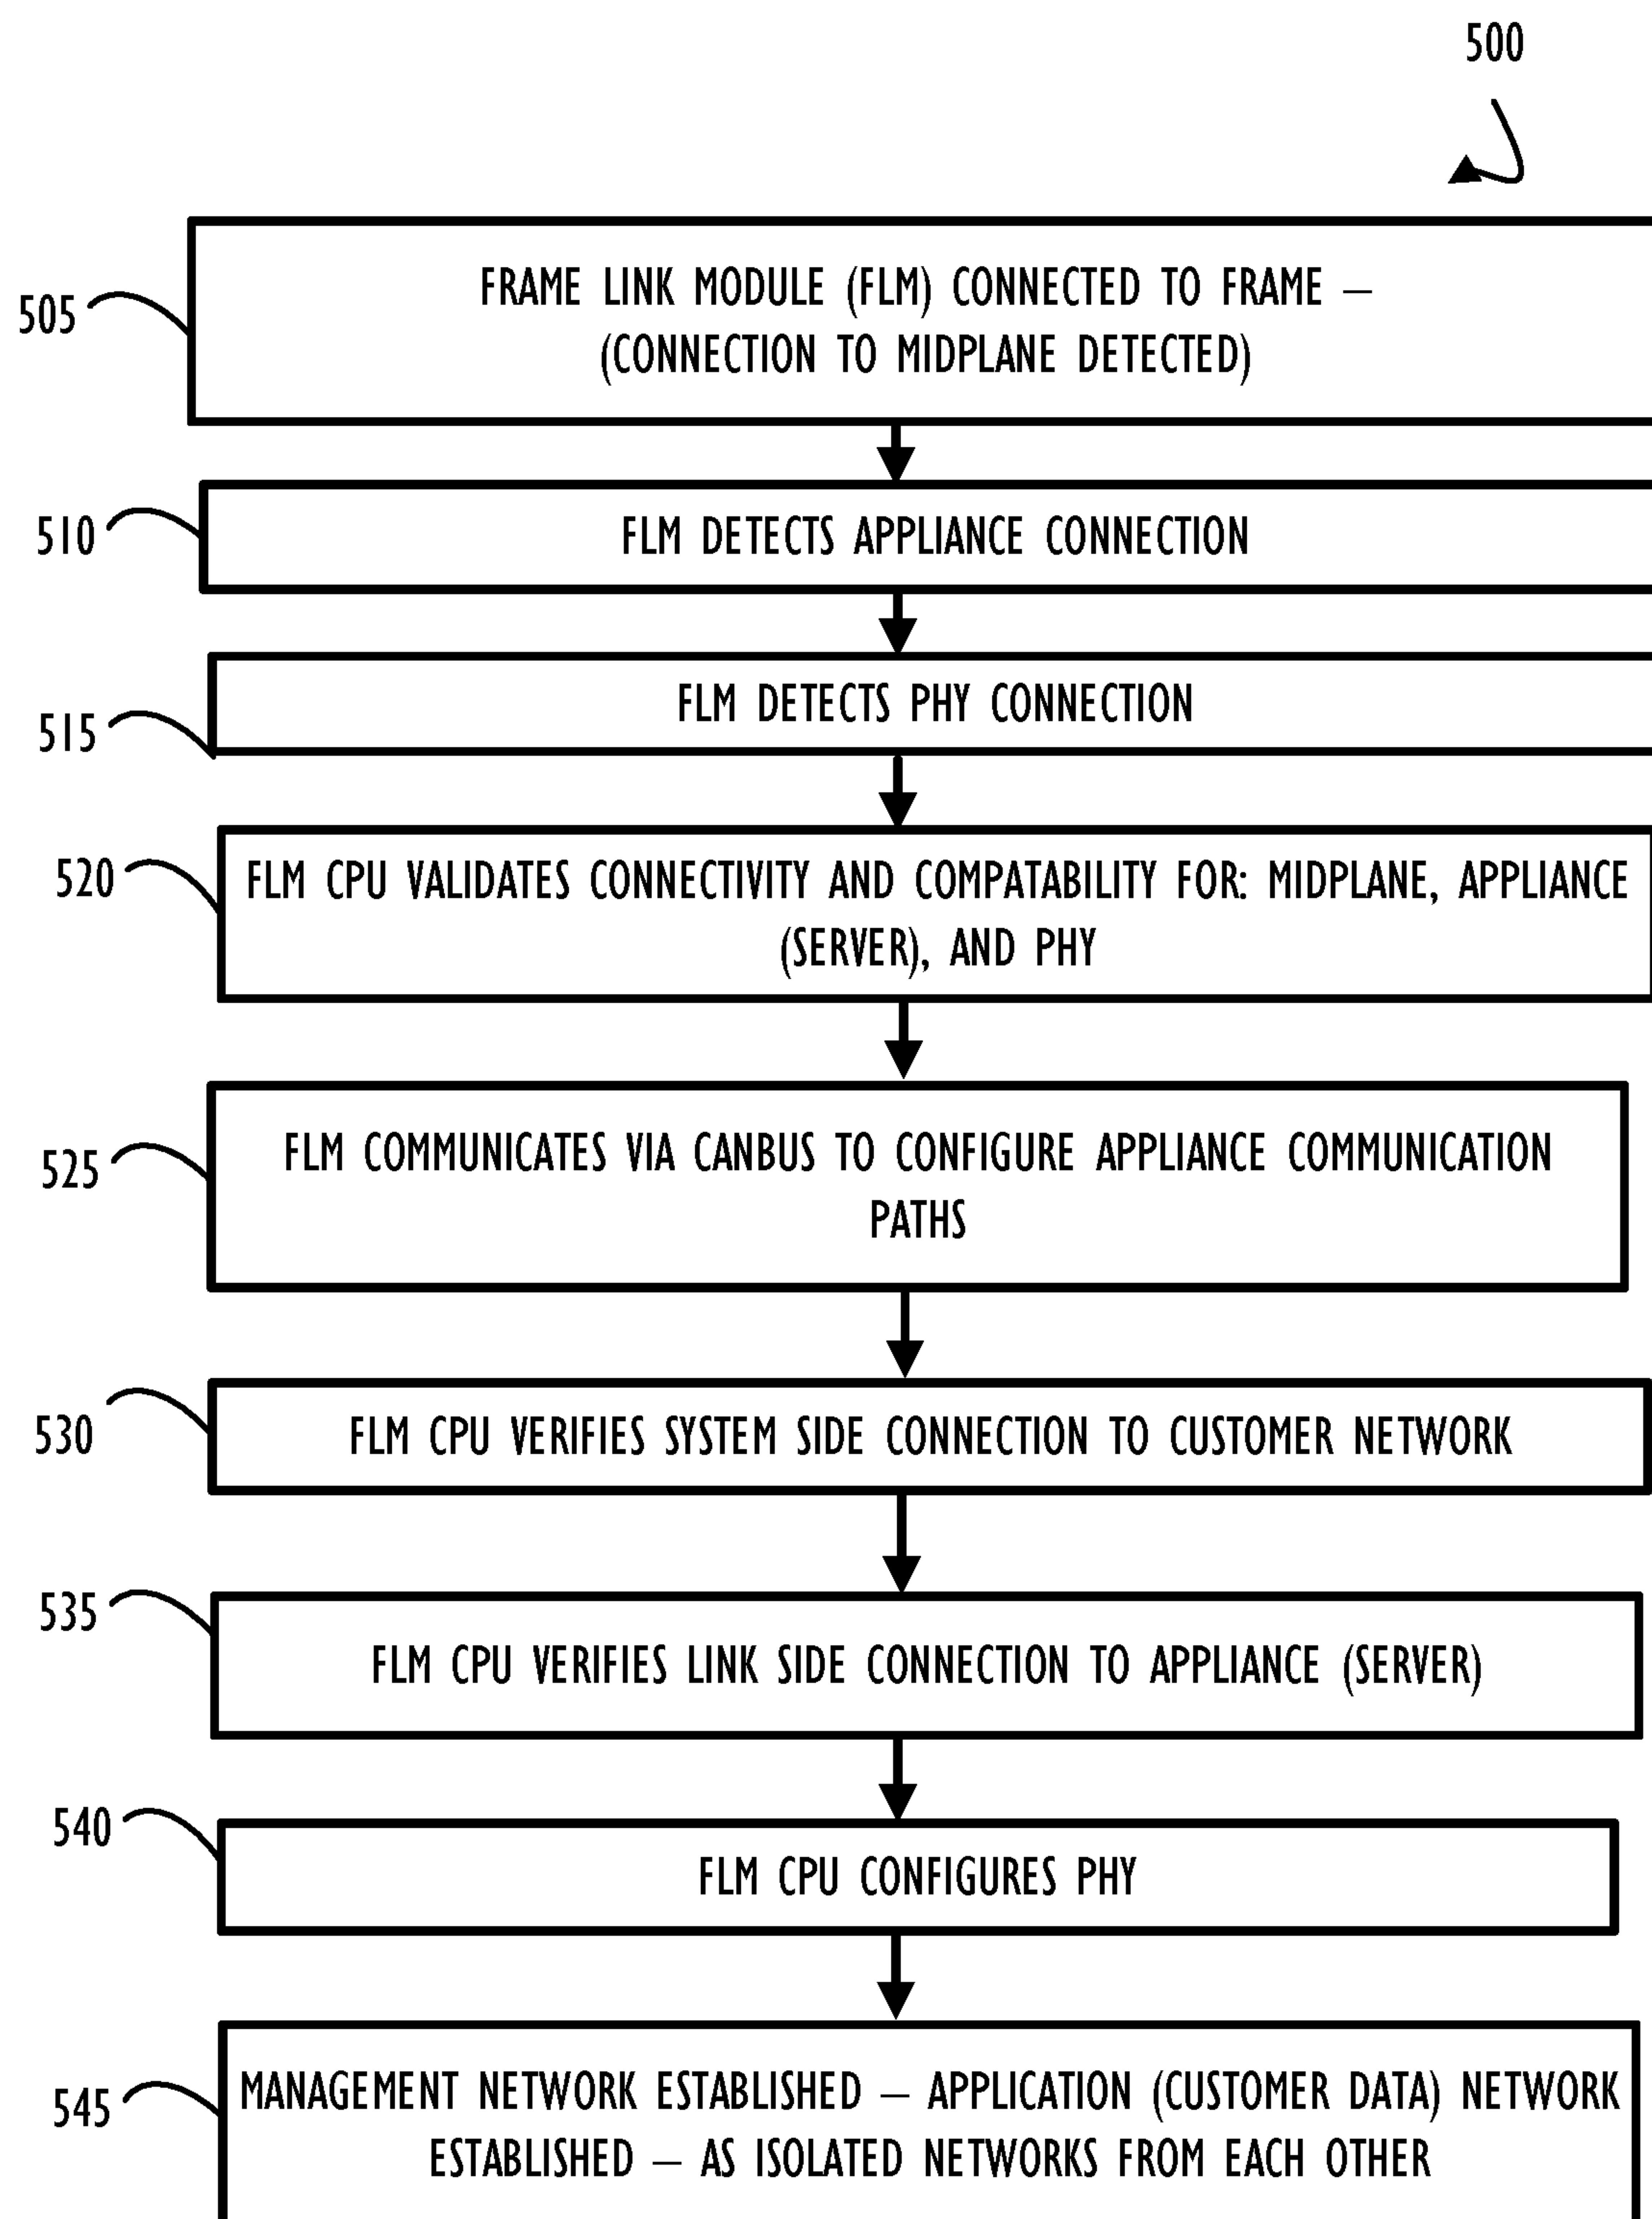 500
505
FRAME LINK MODULE (FLM) CONNECTED TO FRAME –
(CONNECTION TO MIDPLANE DETECTED)
510
FLM DETECTS APPLIANCE CONNECTION
515
FLM DETECTS PHY CONNECTION
520
FLM CPU VALIDATES CONNECTIVITY AND COMPATABILITY FOR: MIDPLANE, APPLIANCE
(SERVER), AND PHY
525
FLM COMMUNICATES VIA CANBUS TO CONFIGURE APPLIANCE COMMUNICATION
PATHS
530
FLM CPU VERIFIES SYSTEM SIDE CONNECTION TO CUSTOMER NETWORK
535
FLM CPU VERIFIES LINK SIDE CONNECTION TO APPLIANCE (SERVER)
540
FLM CPU CONFIGURES PHY
545
MANAGEMENT NETWORK ESTABLISHED – APPLICATION (CUSTOMER DATA) NETWORK
ESTABLISHED – AS ISOLATED NETWORKS FROM EACH OTHER